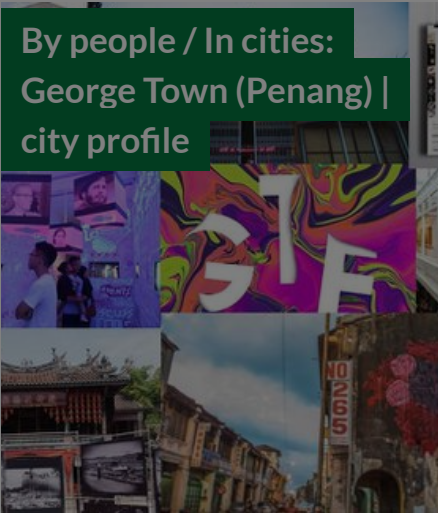 By people / In cities:
George Town (Penang) |
city profile
GTF
NO
265